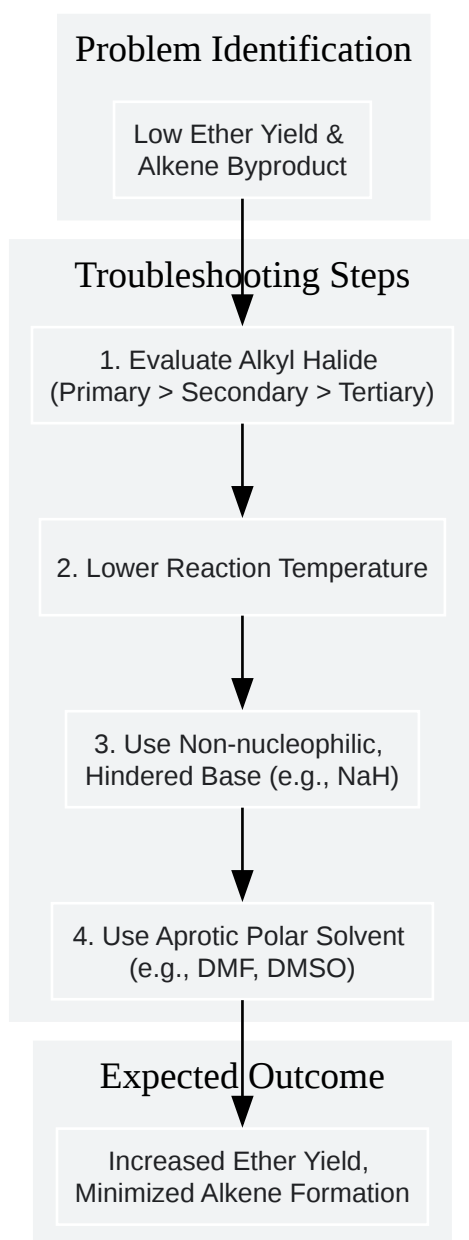 Problem Identification
Low Ether Yield &
Alkene Byproduct
Troubleshooting Steps
1. Evaluate Alkyl Halide
(Primary > Secondary > Tertiary)
2. Lower Reaction Temperature
3. Use Non-nucleophilic,
Hindered Base (e.g., NaH)
4. Use Aprotic Polar Solvent
(e.g., DMF, DMSO)
Expected Outcome
Increased Ether Yield,
Minimized Alkene Formation